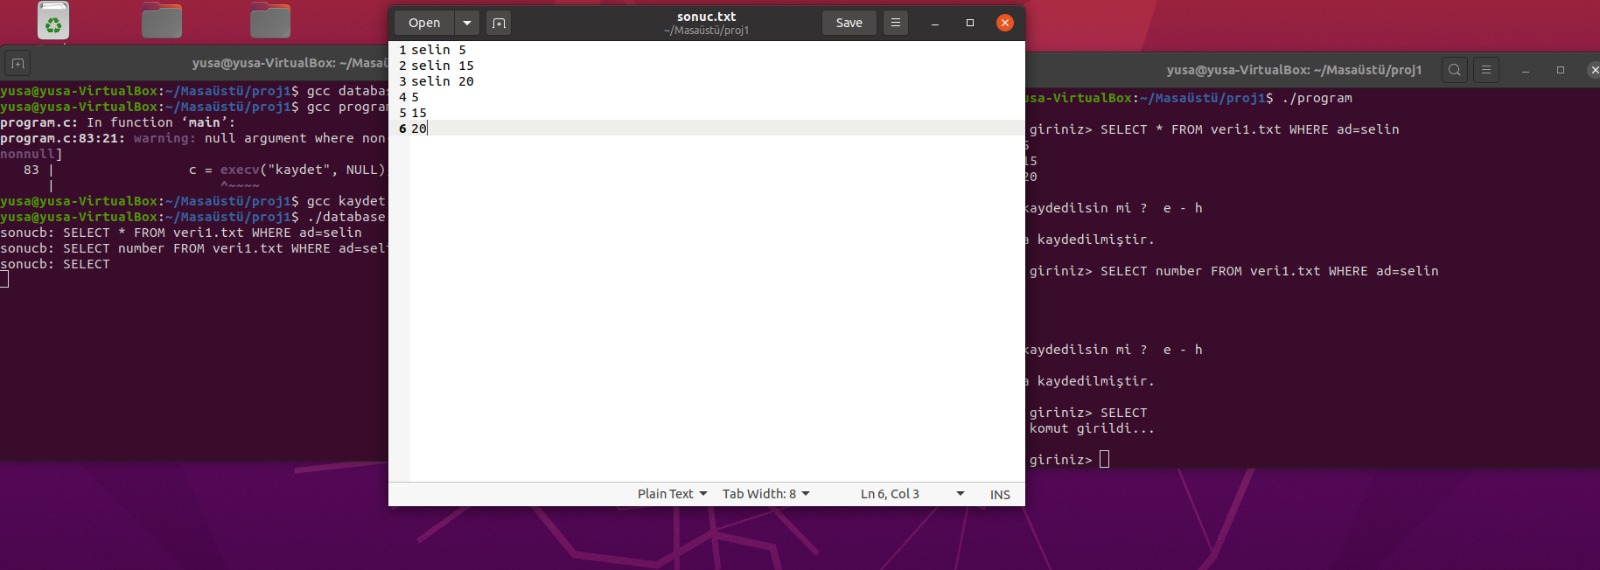 Open
sonuc.txt
~/Masaüstü/proj1
Save
1 selin 5
2 selin 15
3 selin 20
4 5
5 15
6 20
Plain Text
Tab Width: 8
Ln 6, Col 3
INS
yusa@yusa-VirtualBox: ~/Masaü
yusa@yusa-VirtualBox:~/Masaüstü/proj1$ gcc databas
yusa@yusa-VirtualBox:~/Masaüstü/proj1$ gcc program
program.c: In function ‘main’:
program.c:83:21: warning: null argument where non
nonnull]
83 | c = execv("kaydet", NULL)
| ^~~~~
yusa@yusa-VirtualBox:~/Masaüstü/proj1$ gcc kaydet
yusa@yusa-VirtualBox:~/Masaüstü/proj1$ ./database
sonucb: SELECT * FROM veri1.txt WHERE ad=selin
sonucb: SELECT number FROM veri1.txt WHERE ad=seli
sonucb: SELECT
yusa@yusa-VirtualBox: ~/Masaüstü/proj1
usa-VirtualBox:~/Masaüstü/proj1$ ./program
giriniz> SELECT * FROM veri1.txt WHERE ad=selin
5
15
20
kaydedilsin mi ? e - h
a kaydedilmiştir.
giriniz> SELECT number FROM veri1.txt WHERE ad=selin
kaydedilsin mi ? e - h
a kaydedilmiştir.
giriniz> SELECT
komut girildi...
giriniz>